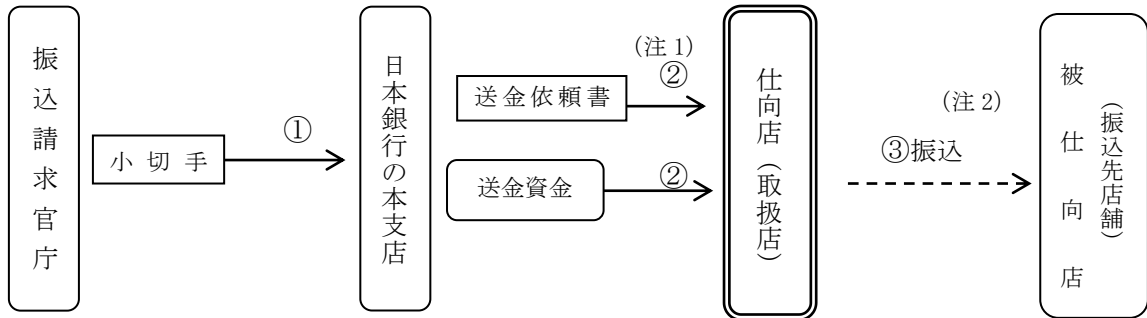 振込請求官庁
小切手
①
日本銀行の本支店
(注1)
②
送金依頼書
送金資金
②
仕向店（取扱店）
(注2)
③振込
被仕向店
（振込先店舗）